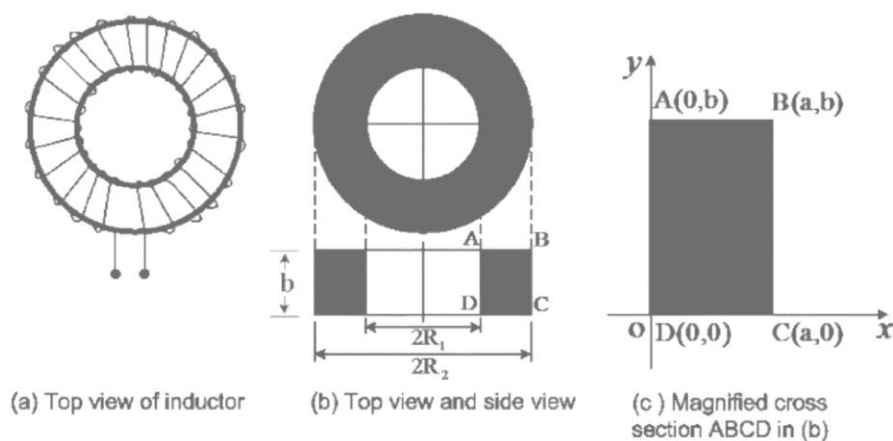 y
A(0,b) B(a,b)
A B
b
D C
2R₁
2R₂
O D(0,0) C(a,0) x
(a) Top view of inductor
(b) Top view and side view
(c ) Magnified cross
section ABCD in (b)